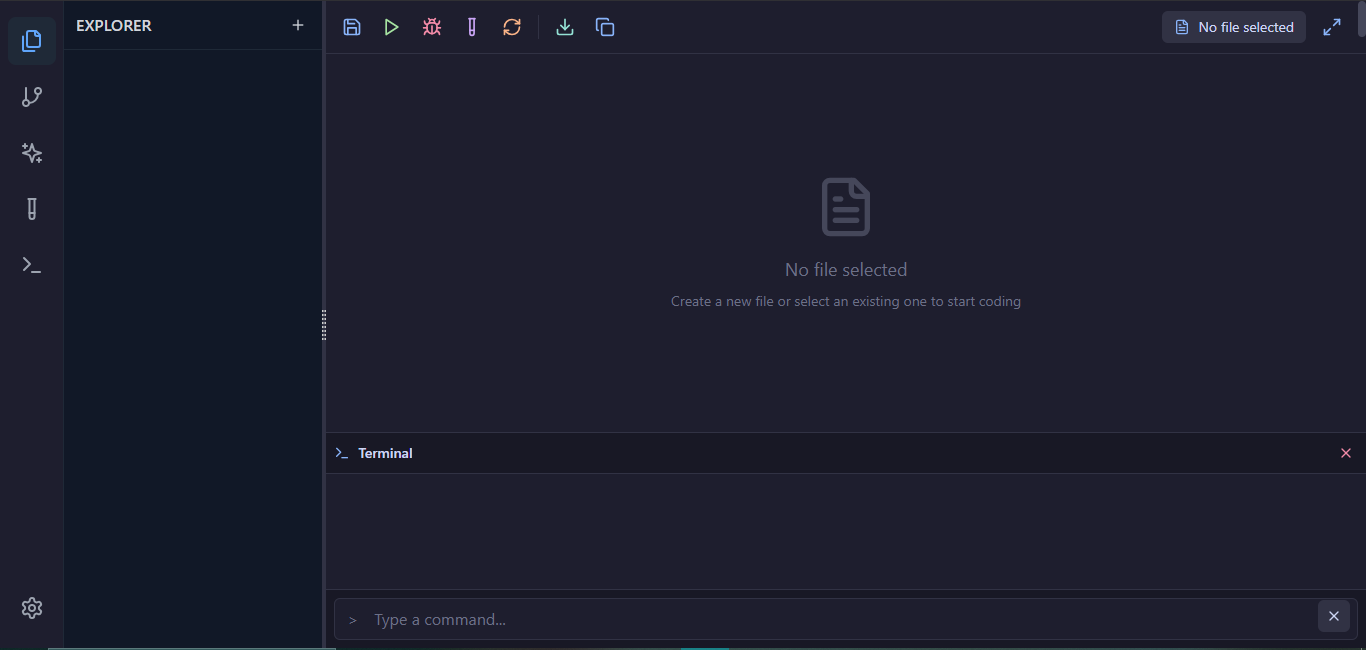 EXPLORER
No file selected
No file selected
Create a new file or select an existing one to start coding
Terminal
> Type a command...